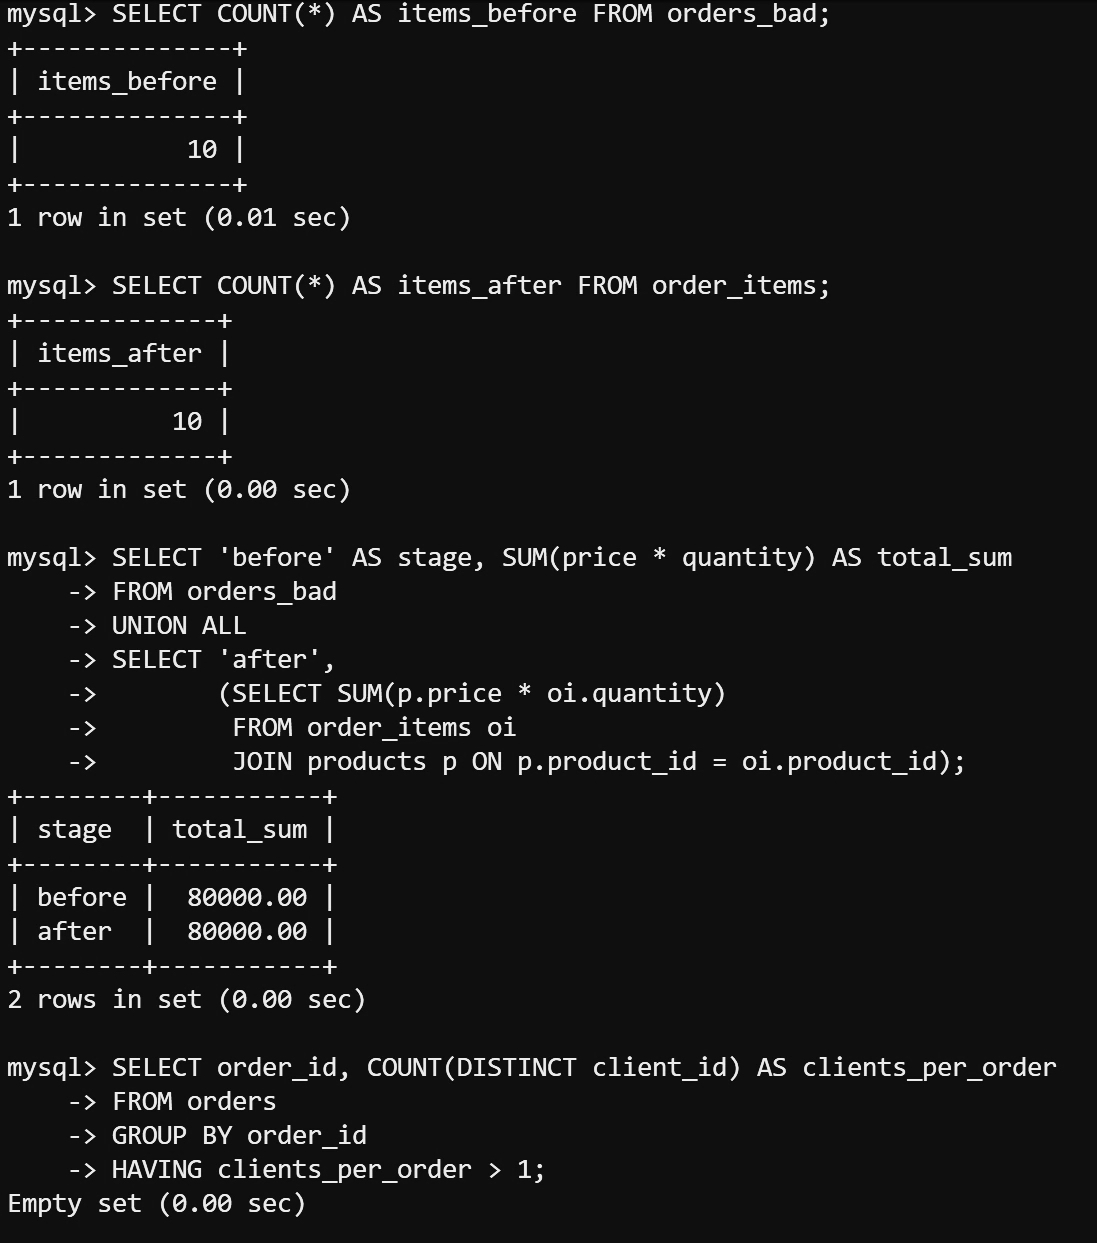 mysql> SELECT COUNT(*) AS items_before FROM orders_bad;
+--------------+
| items_before |
+--------------+
|           10 |
+--------------+
1 row in set (0.01 sec)

mysql> SELECT COUNT(*) AS items_after FROM order_items;
+-------------+
| items_after |
+-------------+
|          10 |
+-------------+
1 row in set (0.00 sec)

mysql> SELECT 'before' AS stage, SUM(price * quantity) AS total_sum
    -> FROM orders_bad
    -> UNION ALL
    -> SELECT 'after',
    ->        (SELECT SUM(p.price * oi.quantity)
    ->         FROM order_items oi
    ->         JOIN products p ON p.product_id = oi.product_id);
+--------+-----------+
| stage  | total_sum |
+--------+-----------+
| before |  80000.00 |
| after  |  80000.00 |
+--------+-----------+
2 rows in set (0.00 sec)

mysql> SELECT order_id, COUNT(DISTINCT client_id) AS clients_per_order
    -> FROM orders
    -> GROUP BY order_id
    -> HAVING clients_per_order > 1;
Empty set (0.00 sec)